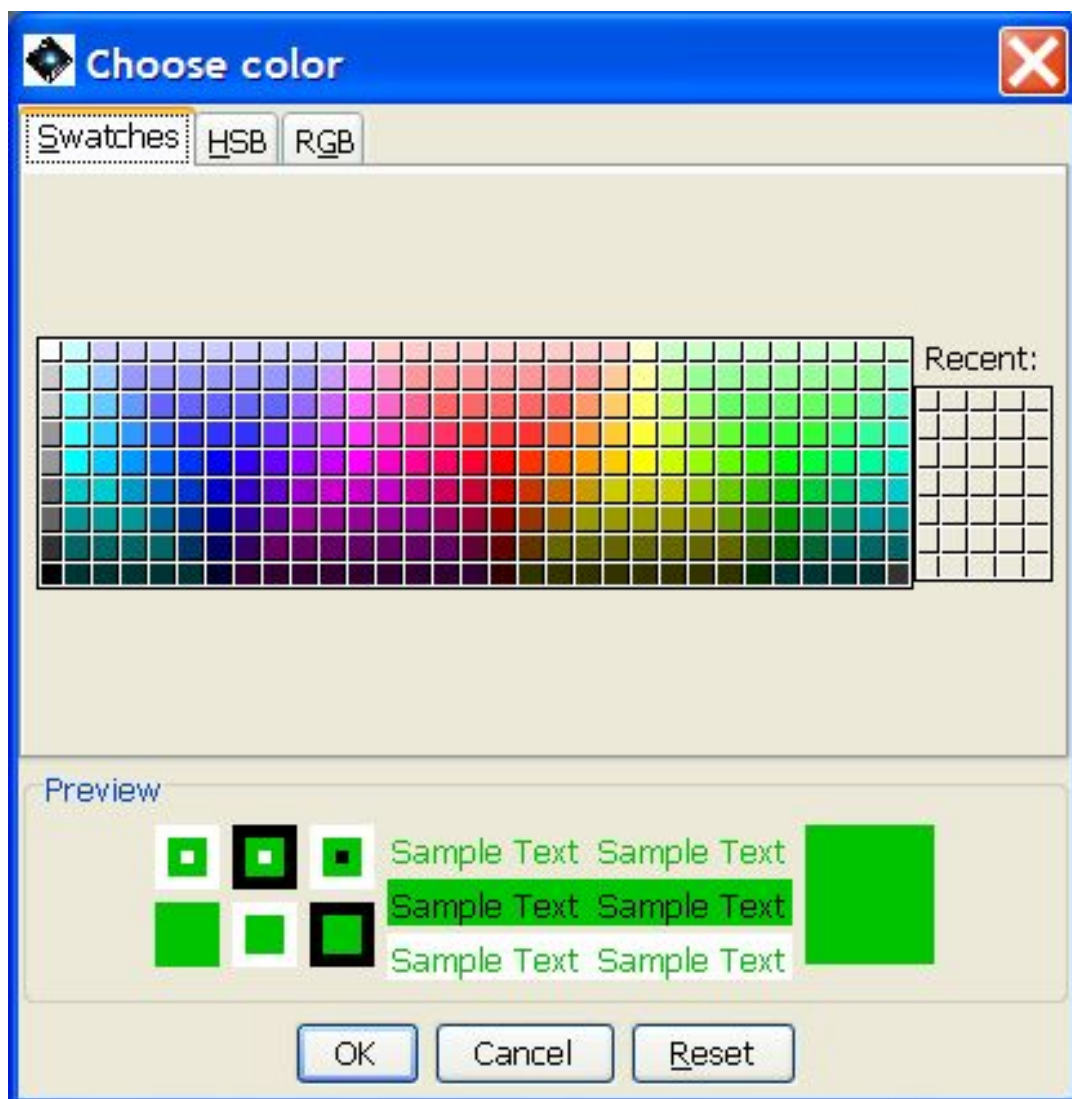 Choose color
Swatches HSB RGB
Recent:
Preview
Sample Text Sample Text
Sample Text Sample Text
Sample Text Sample Text
OK Cancel Reset